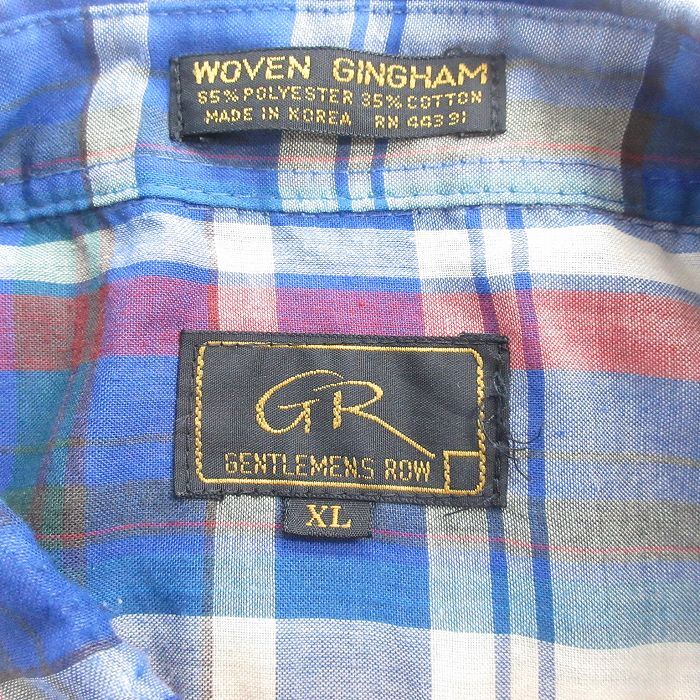 WOVEN GINGHAM
65% POLYESTER 35% COTTON
MADE IN KOREA RN 44391
GR
GENTLEMENS ROW
XL